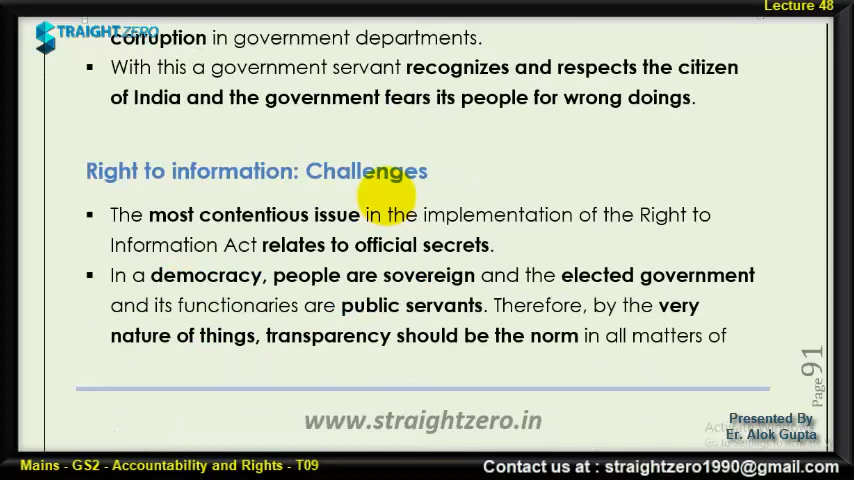 Lecture 48
STRAIGHTZERO
corruption in government departments.
▪ With this a government servant recognizes and respects the citizen
of India and the government fears its people for wrong doings.
Right to information: Challenges
▪ The most contentious issue in the implementation of the Right to
Information Act relates to official secrets.
▪ In a democracy, people are sovereign and the elected government
and its functionaries are public servants. Therefore, by the very
nature of things, transparency should be the norm in all matters of
Page 91
www.straightzero.in
Presented By
Er. Alok Gupta
Mains - GS2 - Accountability and Rights - T09
Contact us at : straightzero1990@gmail.com